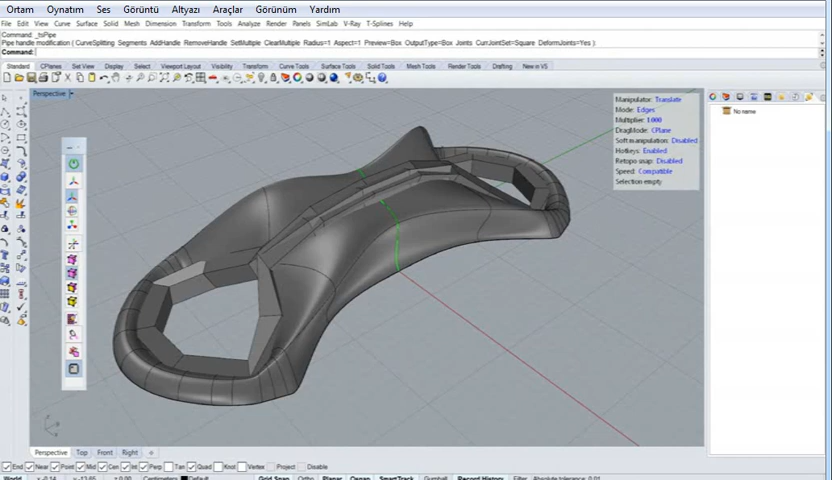 Ortam Oynatım Ses Görüntü Altyazı Araçlar Görünüm Yardım
File Edit View Curve Surface Solid Mesh Dimension Transform Tools Analyze Render Panels SimLab V-Ray T-Splines Help
Command: _tsPipe
Pipe handle modification ( CurveSplitting Segments AddHandle RemoveHandle SetMultiple ClearMultiple Radius=1 Aspect=1 Preview=Box OutputType=Box Joints CurrJointSet=Square DeformJoints=Yes ):
Command:
Standard CPlanes Set View Display Select Viewport Layout Visibility Transform Curve Tools Surface Tools Solid Tools Mesh Tools Render Tools Drafting New in V5
Perspective
Manipulator: Translate
Mode: Edges
Multiplier: 1.000
DragMode: CPlane
Soft manipulation: Disabled
Hotkeys: Enabled
Retopo snap: Disabled
Speed: Compatible
Selection empty
No name
Perspective Top Front Right
End Near Point Mid Cen Int Perp Tan Quad Knot Vertex Project Disable
Centimeters Default Grid Snap Ortho Planar Osnap SmartTrack Gumball Record History Filter Absolute tolerance: 0.01